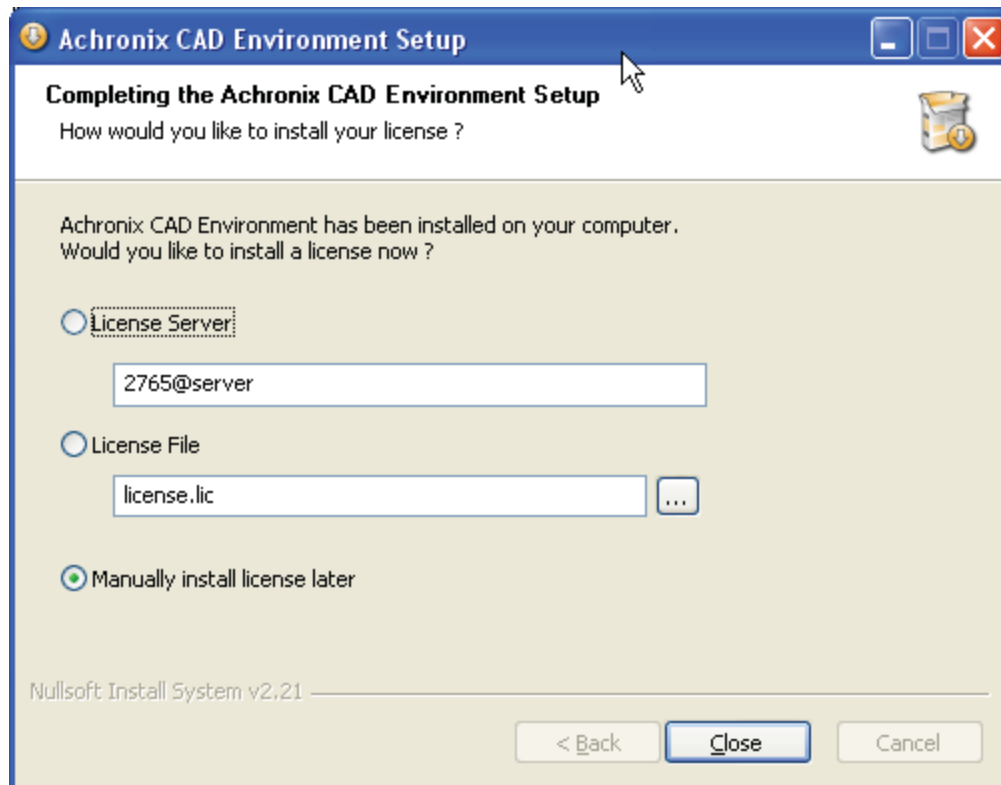 Achronix CAD Environment Setup
Completing the Achronix CAD Environment Setup
How would you like to install your license ?
Achronix CAD Environment has been installed on your computer.
Would you like to install a license now ?
License Server
2765@server
License File
license.lic
...
Manually install license later
Nullsoft Install System v2.21
< Back
Close
Cancel